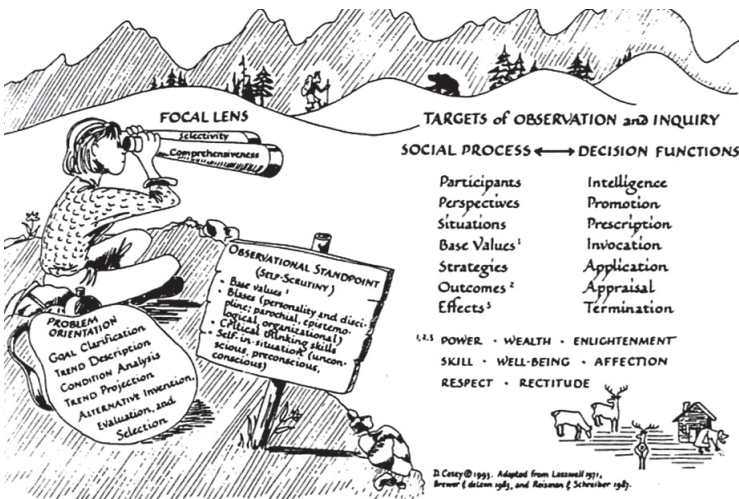 FOCAL LENS
Selectivity
Comprehensiveness
TARGETS of OBSERVATION and INQUIRY
SOCIAL PROCESS ↔ DECISION FUNCTIONS
Participants Intelligence
Perspectives Promotion
Situations Prescription
Base Values¹ Invocation
Strategies Application
Outcomes² Appraisal
Effects³ Termination
1,2,3 POWER · WEALTH · ENLIGHTENMENT
SKILL · WELL-BEING · AFFECTION
RESPECT · RECTITUDE
OBSERVATIONAL STANDPOINT
(SELF-SCRUTINY)
• Base values¹
• Biases (personality and disci-
pline; parochial, epistemo-
logical, organizational)
• Critical thinking skills
• Self-in-situation (uncon-
scious, preconscious,
conscious)
PROBLEM
ORIENTATION
GOAL CLARIFICATION
TREND DESCRIPTION
CONDITION ANALYSIS
TREND PROJECTION
ALTERNATIVE INVENTION,
EVALUATION, and
SELECTION
D. Casey © 1993. Adapted from Lasswell 1971,
Brewer & deLeon 1983, and Reisman & Schreiber 1987.